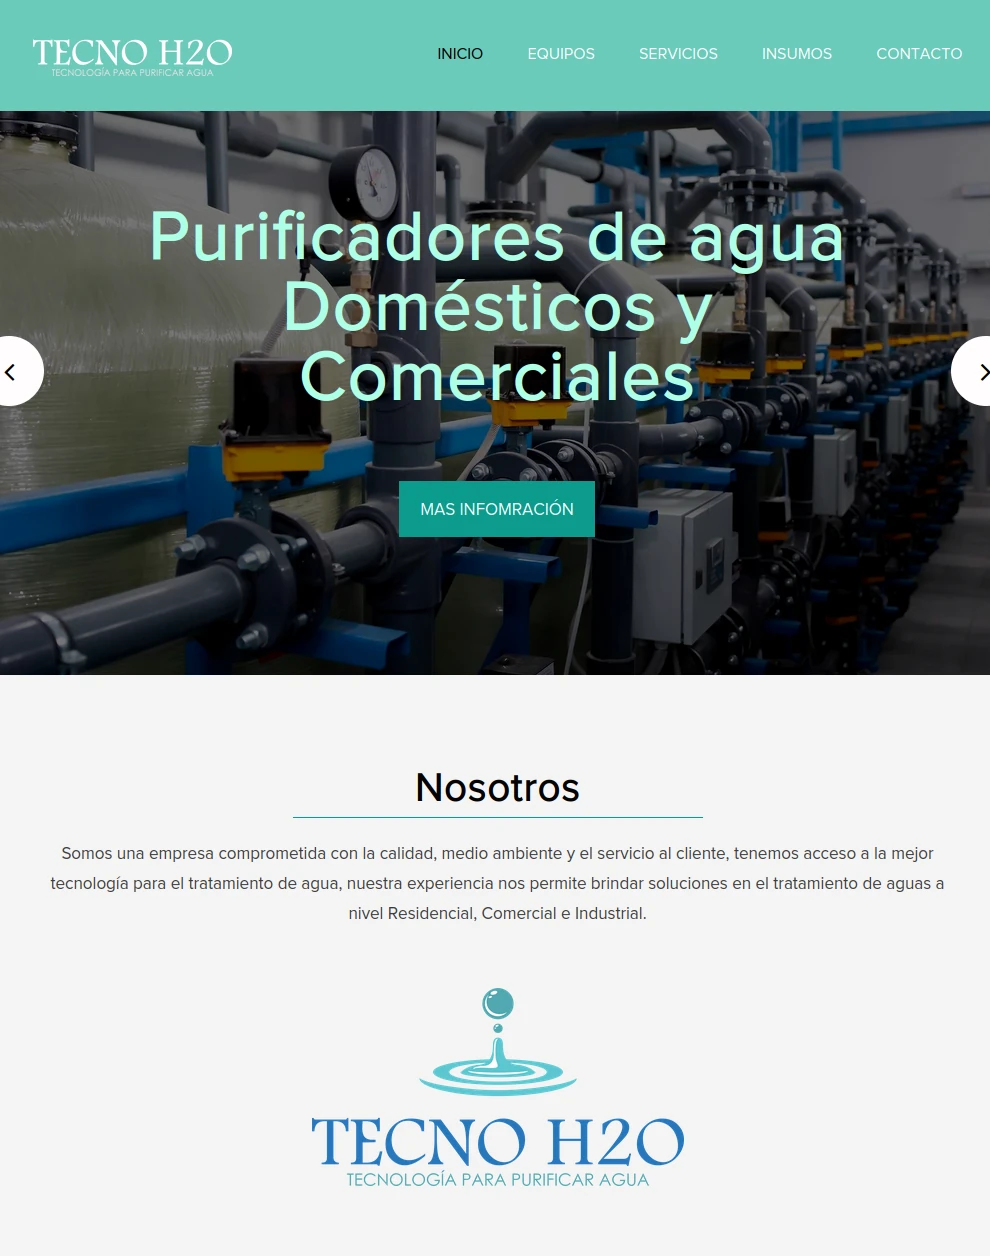 TECNO H2O
TECNOLOGÍA PARA PURIFICAR AGUA
INICIO EQUIPOS SERVICIOS INSUMOS CONTACTO
Purificadores de agua
Domésticos y
Comerciales
MAS INFOMRACIÓN
Nosotros
Somos una empresa comprometida con la calidad, medio ambiente y el servicio al cliente, tenemos acceso a la mejor
tecnología para el tratamiento de agua, nuestra experiencia nos permite brindar soluciones en el tratamiento de aguas a
nivel Residencial, Comercial e Industrial.
TECNO H2O
TECNOLOGÍA PARA PURIFICAR AGUA